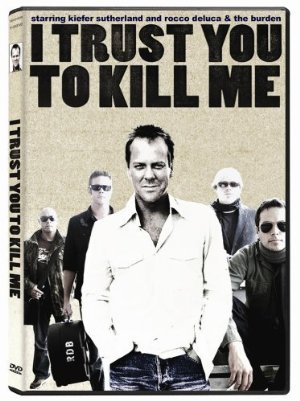 starring kiefer sutherland and rocco deluca & the burden
I TRUST YOU
TO KILL ME
I TRUST YOU TO KILL ME
RDB
DVD